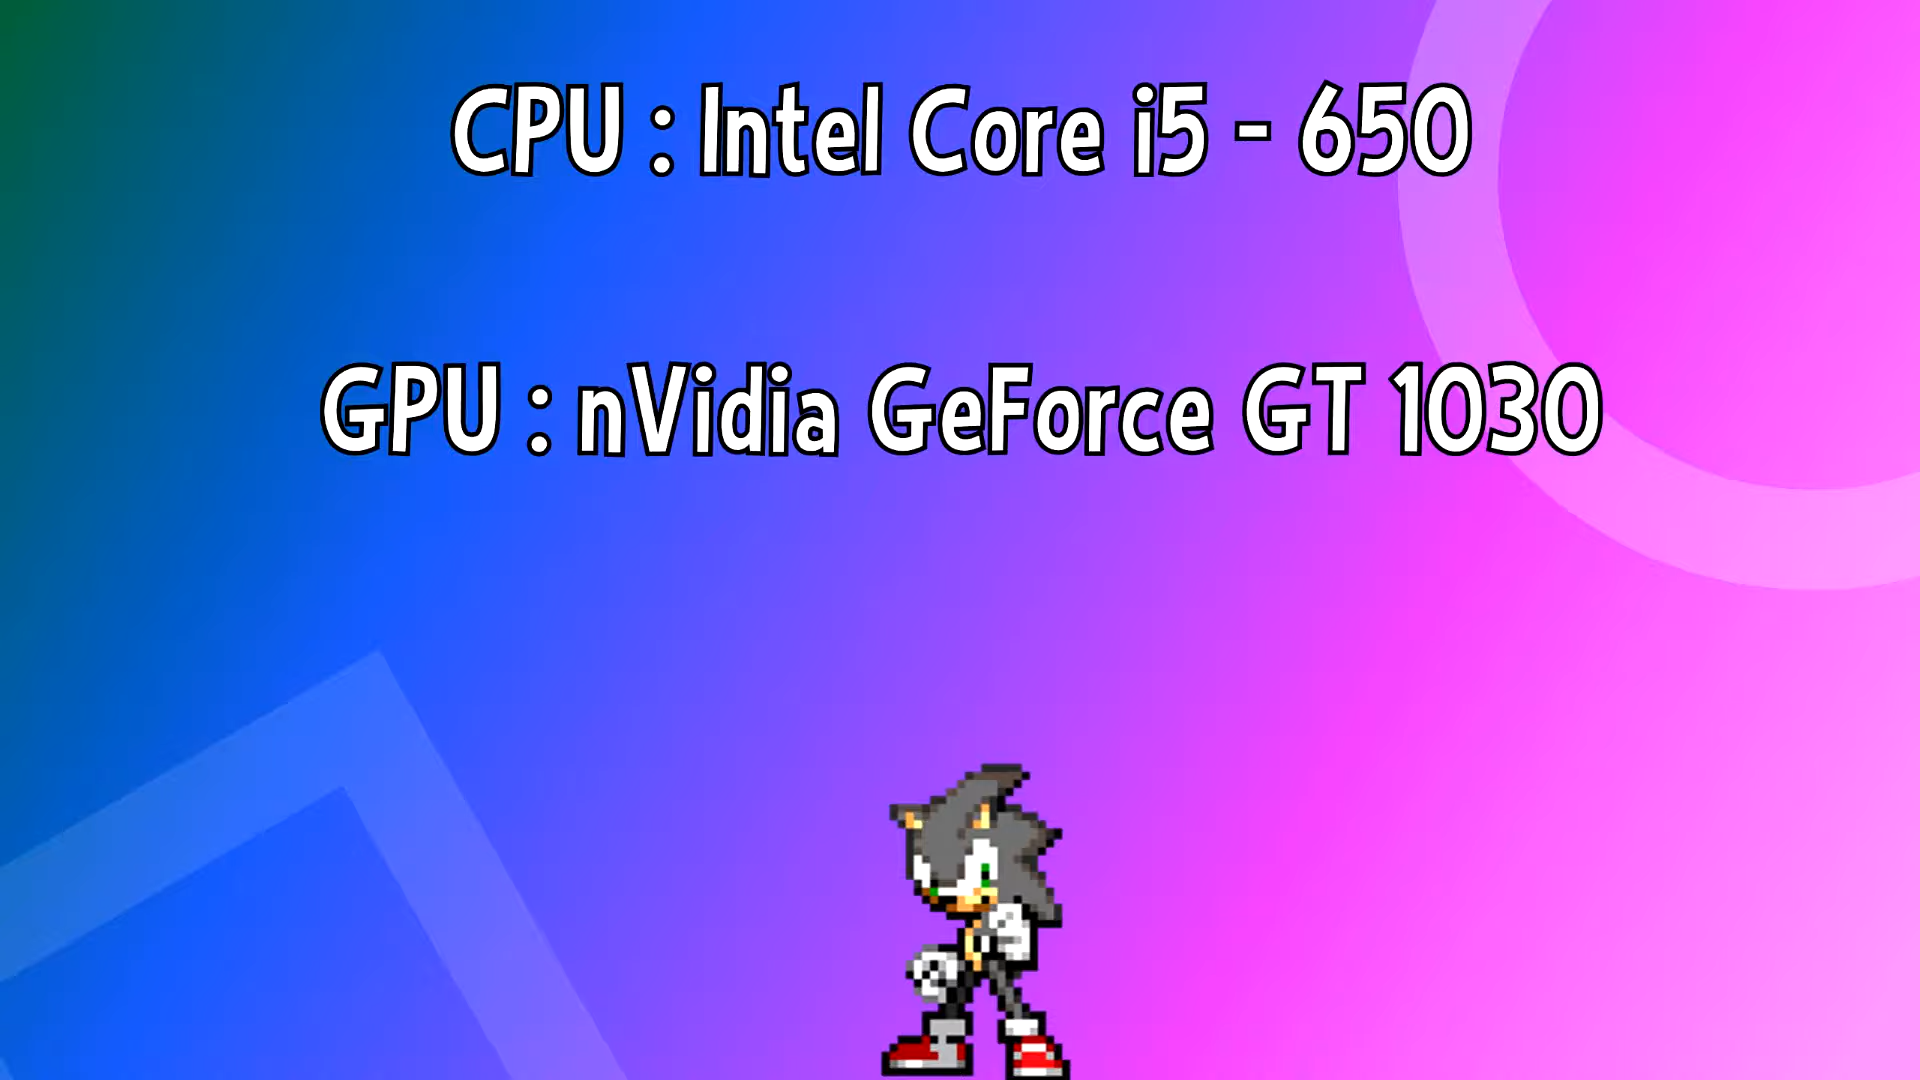 CPU : Intel Core i5 - 650
GPU : nVidia GeForce GT 1030